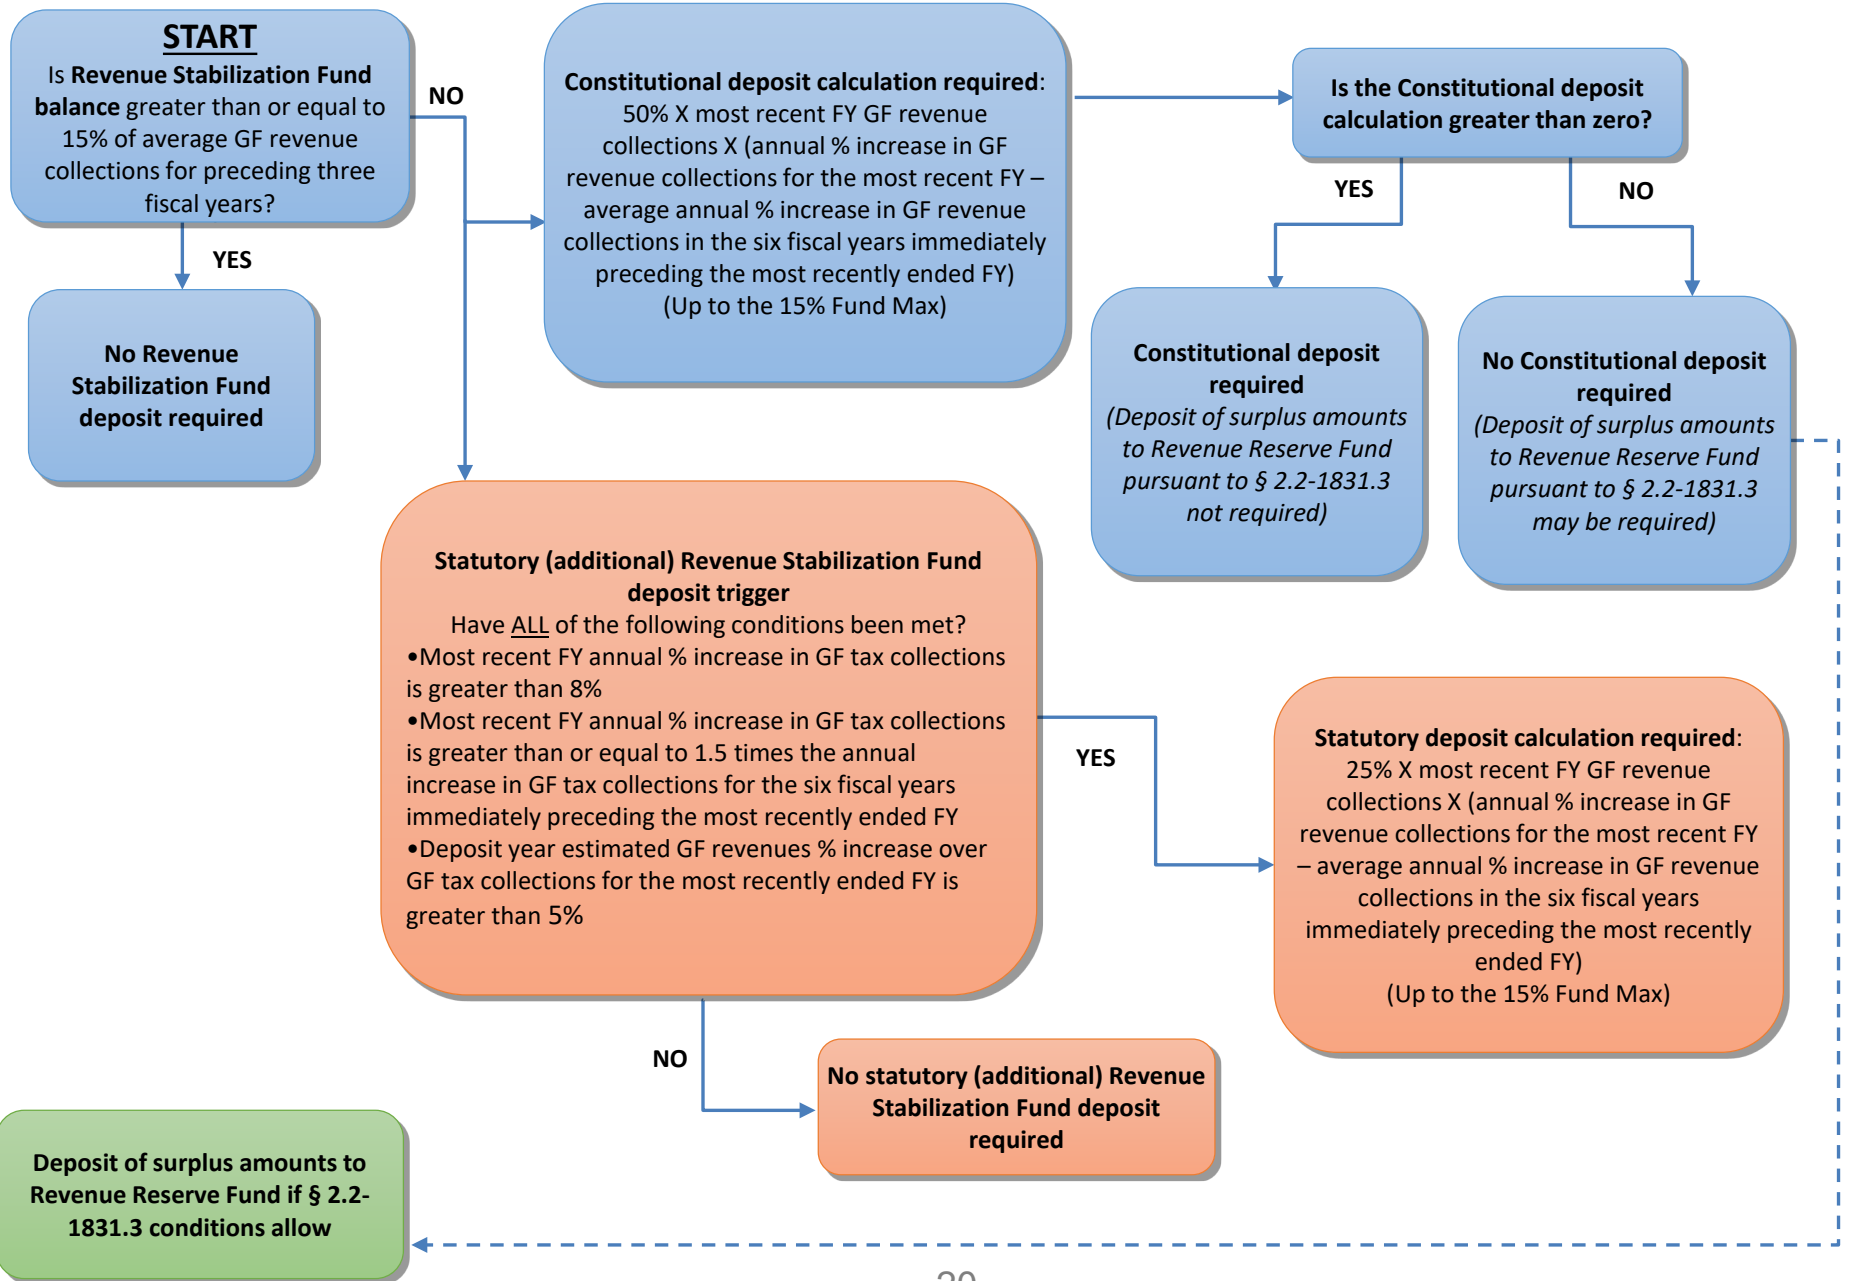 START
Is Revenue Stabilization Fund
balance greater than or equal to
15% of average GF revenue
collections for preceding three
fiscal years?
NO
YES
No Revenue
Stabilization Fund
deposit required
Constitutional deposit calculation required:
50% X most recent FY GF revenue
collections X (annual % increase in GF
revenue collections for the most recent FY –
average annual % increase in GF revenue
collections in the six fiscal years immediately
preceding the most recently ended FY)
(Up to the 15% Fund Max)
Is the Constitutional deposit
calculation greater than zero?
YES
NO
Constitutional deposit
required
(Deposit of surplus amounts
to Revenue Reserve Fund
pursuant to § 2.2-1831.3
not required)
No Constitutional deposit
required
(Deposit of surplus amounts
to Revenue Reserve Fund
pursuant to § 2.2-1831.3
may be required)
Statutory (additional) Revenue Stabilization Fund
deposit trigger
Have ALL of the following conditions been met?
•Most recent FY annual % increase in GF tax collections
is greater than 8%
•Most recent FY annual % increase in GF tax collections
is greater than or equal to 1.5 times the annual
increase in GF tax collections for the six fiscal years
immediately preceding the most recently ended FY
•Deposit year estimated GF revenues % increase over
GF tax collections for the most recently ended FY is
greater than 5%
YES
Statutory deposit calculation required:
25% X most recent FY GF revenue
collections X (annual % increase in GF
revenue collections for the most recent FY
– average annual % increase in GF revenue
collections in the six fiscal years
immediately preceding the most recently
ended FY)
(Up to the 15% Fund Max)
NO
No statutory (additional) Revenue
Stabilization Fund deposit
required
Deposit of surplus amounts to
Revenue Reserve Fund if § 2.2-
1831.3 conditions allow